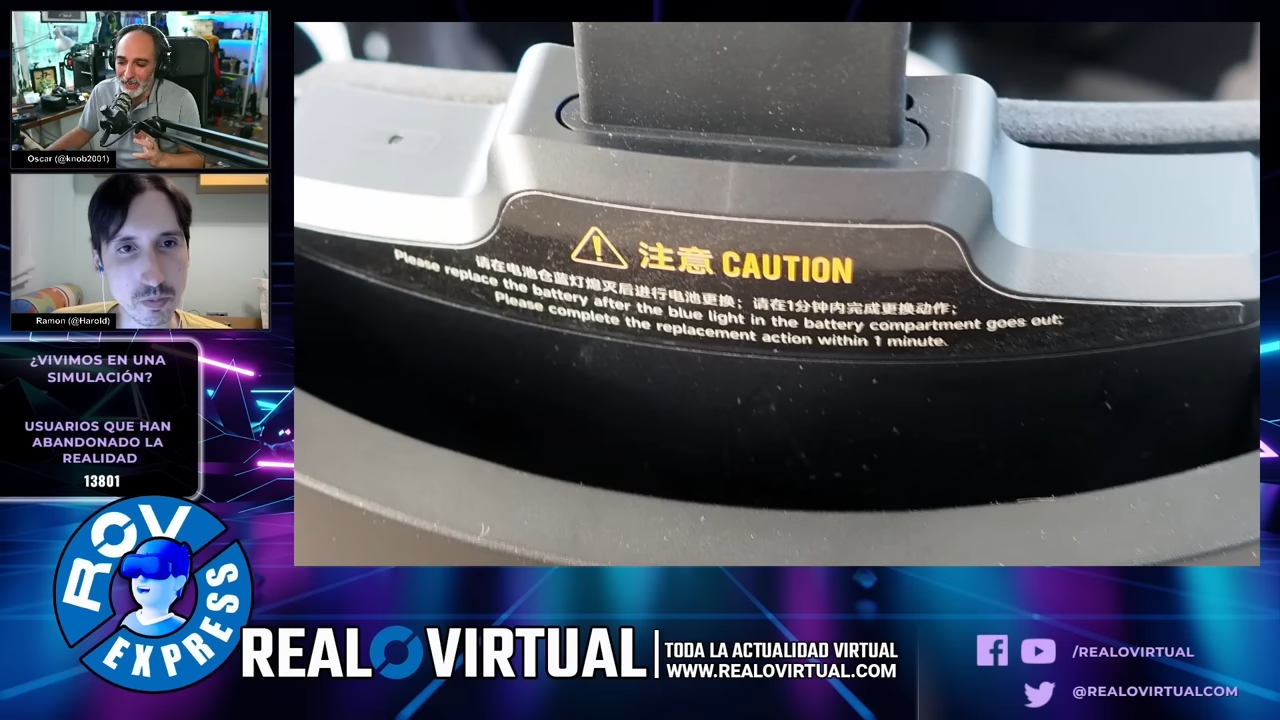 Oscar (@knob2001)
Ramon (@Harold)
¿VIVIMOS EN UNA
SIMULACIÓN?
USUARIOS QUE HAN
ABANDONADO LA
REALIDAD
13801
ROV
EXPRESS
注意 CAUTION
请在电池仓蓝灯熄灭后进行电池更换；请在1分钟内完成更换动作；
Please replace the battery after the blue light in the battery compartment goes out;
Please complete the replacement action within 1 minute.
REALOVIRTUAL
TODA LA ACTUALIDAD VIRTUAL
WWW.REALOVIRTUAL.COM
/REALOVIRTUAL
@REALOVIRTUALCOM